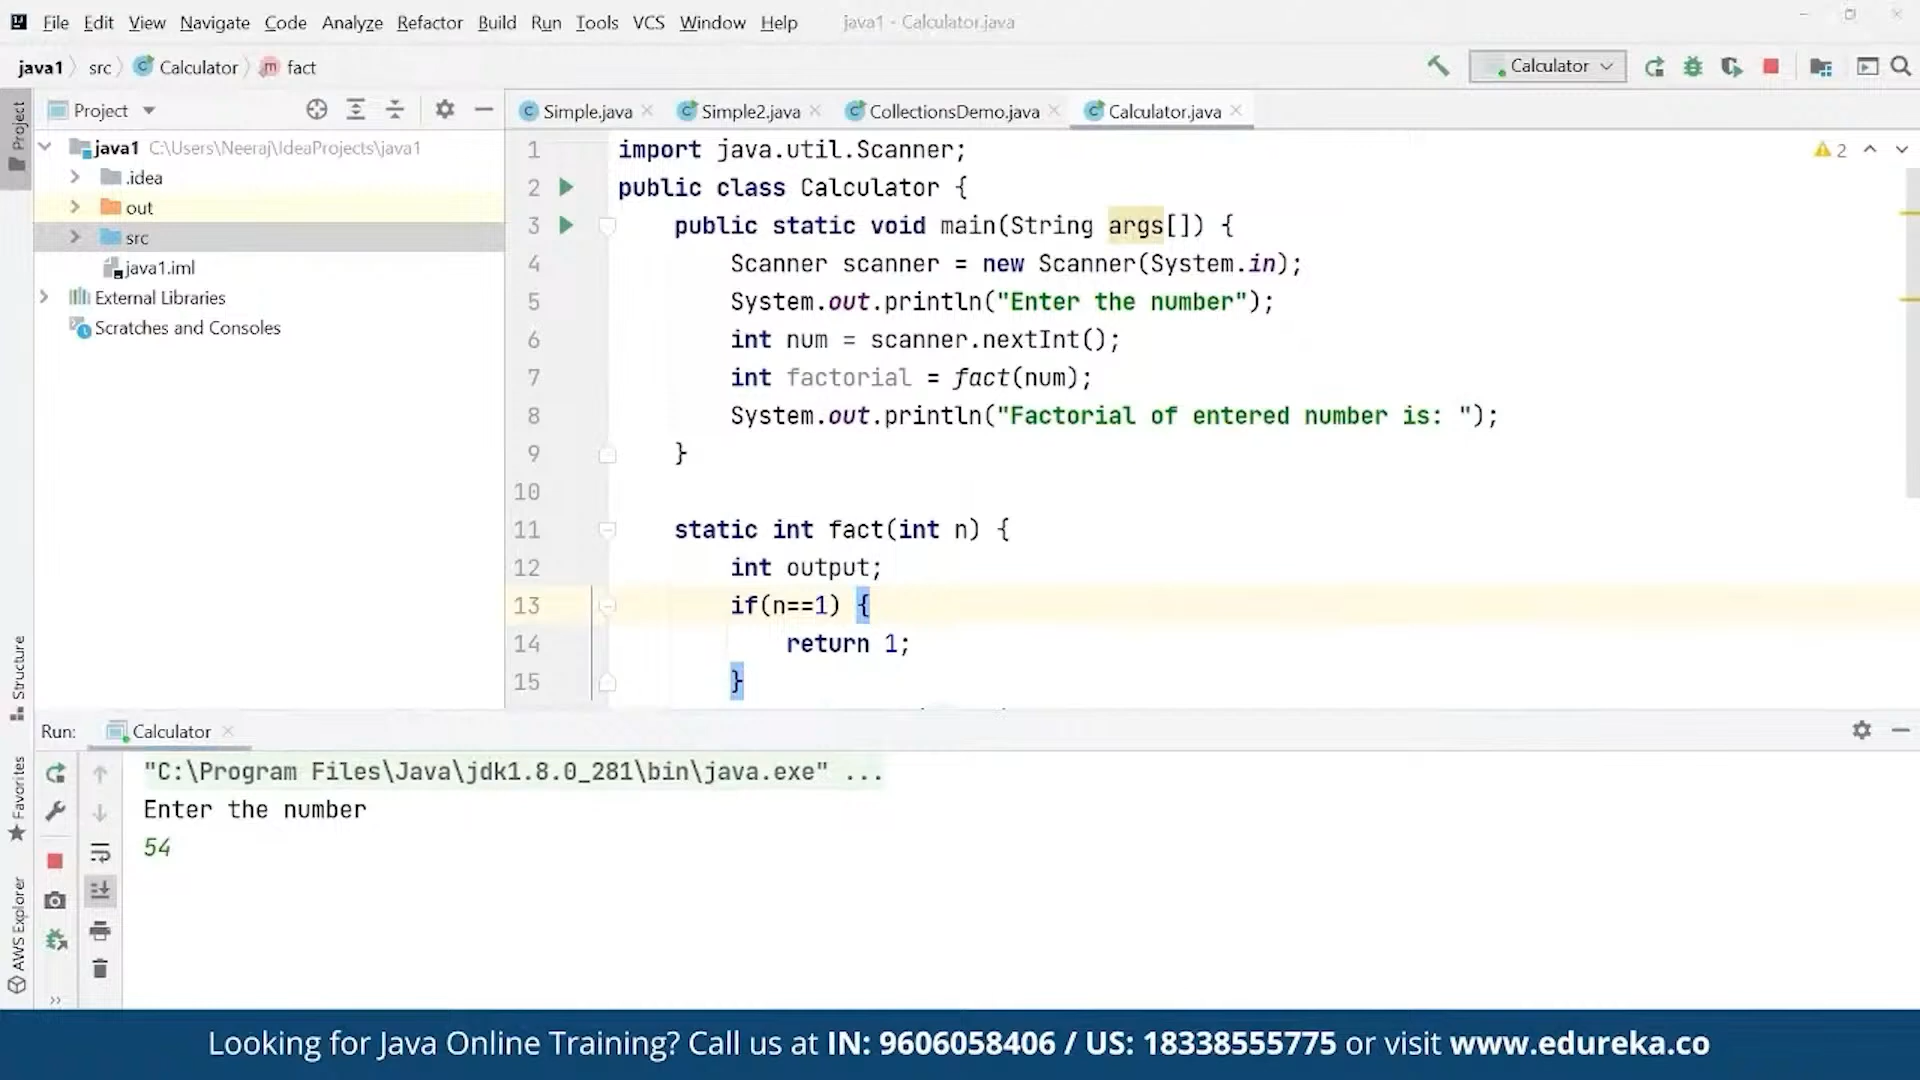 File Edit View Navigate Code Analyze Refactor Build Run Tools VCS Window Help java1 - Calculator.java
java1 src Calculator m fact Calculator
Project Simple.java Simple2.java CollectionsDemo.java Calculator.java
Project
java1 C:\Users\Neeraj\IdeaProjects\java1
.idea
out
src
java1.iml
External Libraries
Scratches and Consoles
1 import java.util.Scanner;
2 public class Calculator {
3 public static void main(String args[]) {
4 Scanner scanner = new Scanner(System.in);
5 System.out.println("Enter the number");
6 int num = scanner.nextInt();
7 int factorial = fact(num);
8 System.out.println("Factorial of entered number is: ");
9 }
10
11 static int fact(int n) {
12 int output;
13 if(n==1) {
14 return 1;
15 }
2
Structure
Favorites
AWS Explorer
Run: Calculator
"C:\Program Files\Java\jdk1.8.0_281\bin\java.exe" ...
Enter the number
54
Looking for Java Online Training? Call us at IN: 9606058406 / US: 18338555775 or visit www.edureka.co